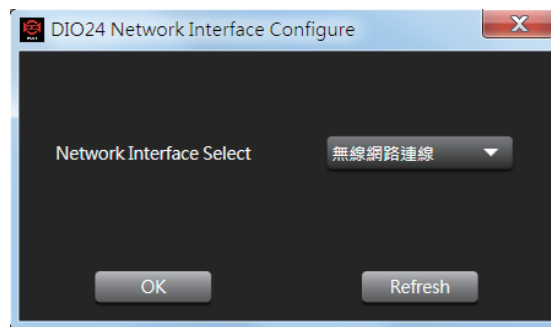 DIO24 Network Interface Configure
Network Interface Select
無線網路連線
OK
Refresh